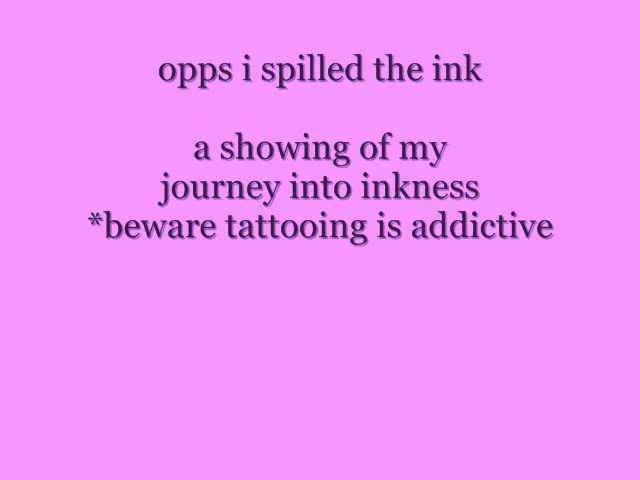 opps i spilled the ink
a showing of my
journey into inkness
*beware tattooing is addictive